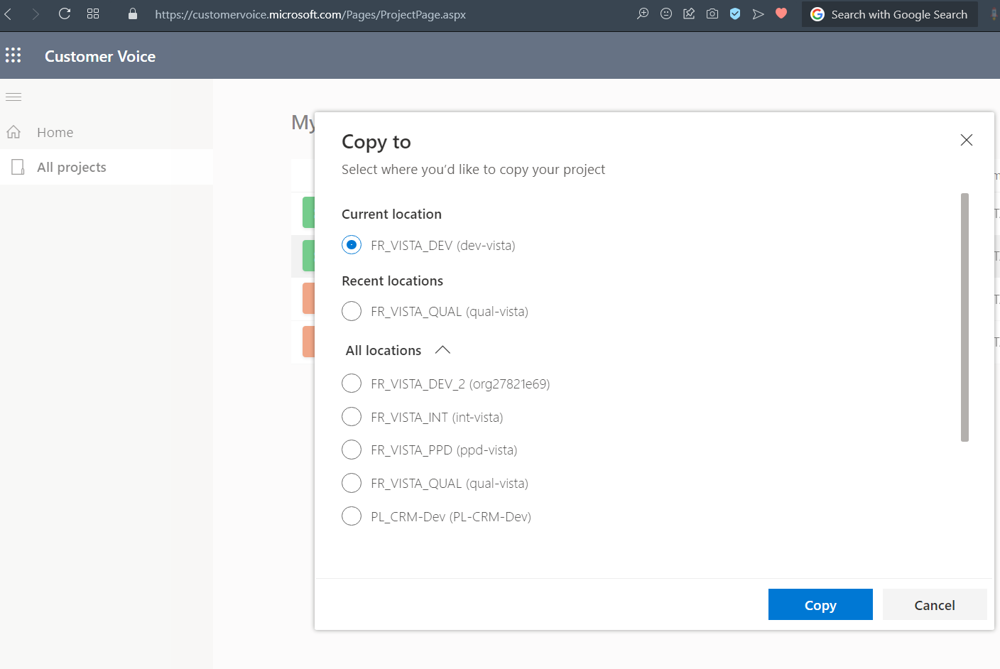 https://customervoice.microsoft.com/Pages/ProjectPage.aspx
Search with Google Search
Customer Voice
Home
All projects
My
Copy to
Select where you’d like to copy your project
Current location
FR_VISTA_DEV (dev-vista)
Recent locations
FR_VISTA_QUAL (qual-vista)
All locations
FR_VISTA_DEV_2 (org27821e69)
FR_VISTA_INT (int-vista)
FR_VISTA_PPD (ppd-vista)
FR_VISTA_QUAL (qual-vista)
PL_CRM-Dev (PL-CRM-Dev)
Copy
Cancel